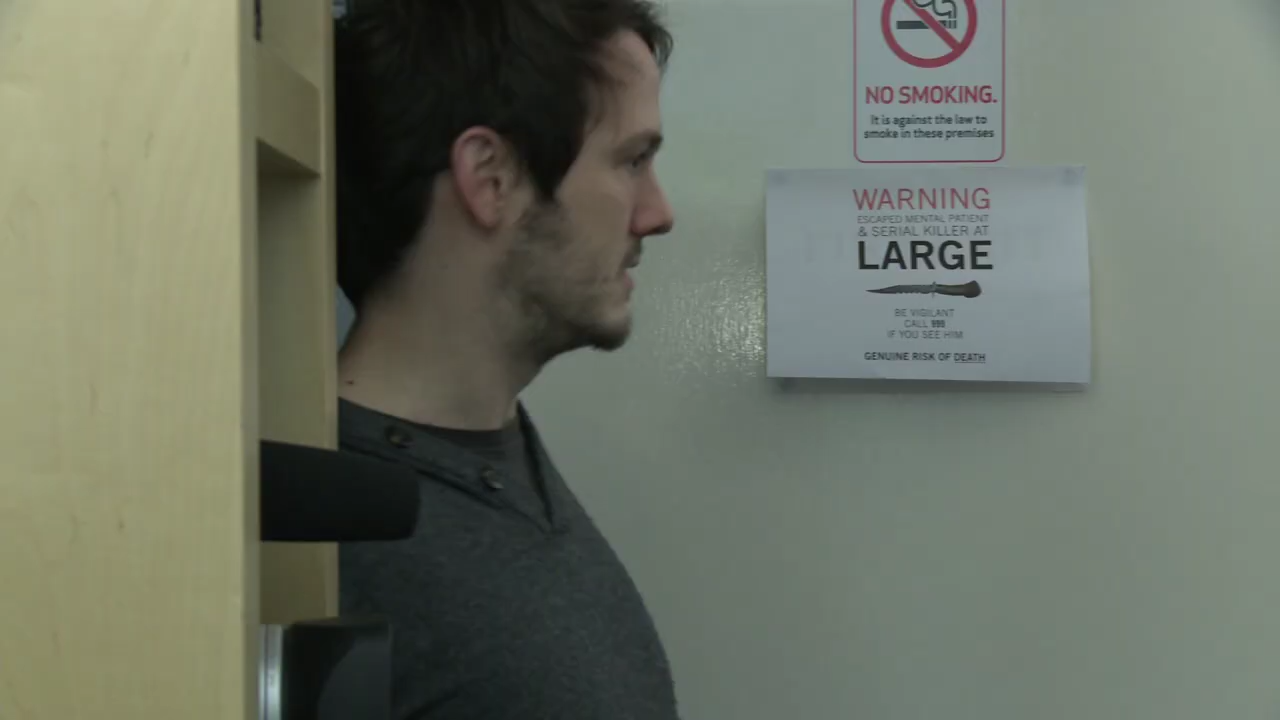 NO SMOKING.
It is against the law to
smoke in these premises
WARNING
ESCAPED MENTAL PATIENT
& SERIAL KILLER AT
LARGE
BE VIGILANT
CALL 999
IF YOU SEE HIM
GENUINE RISK OF DEATH